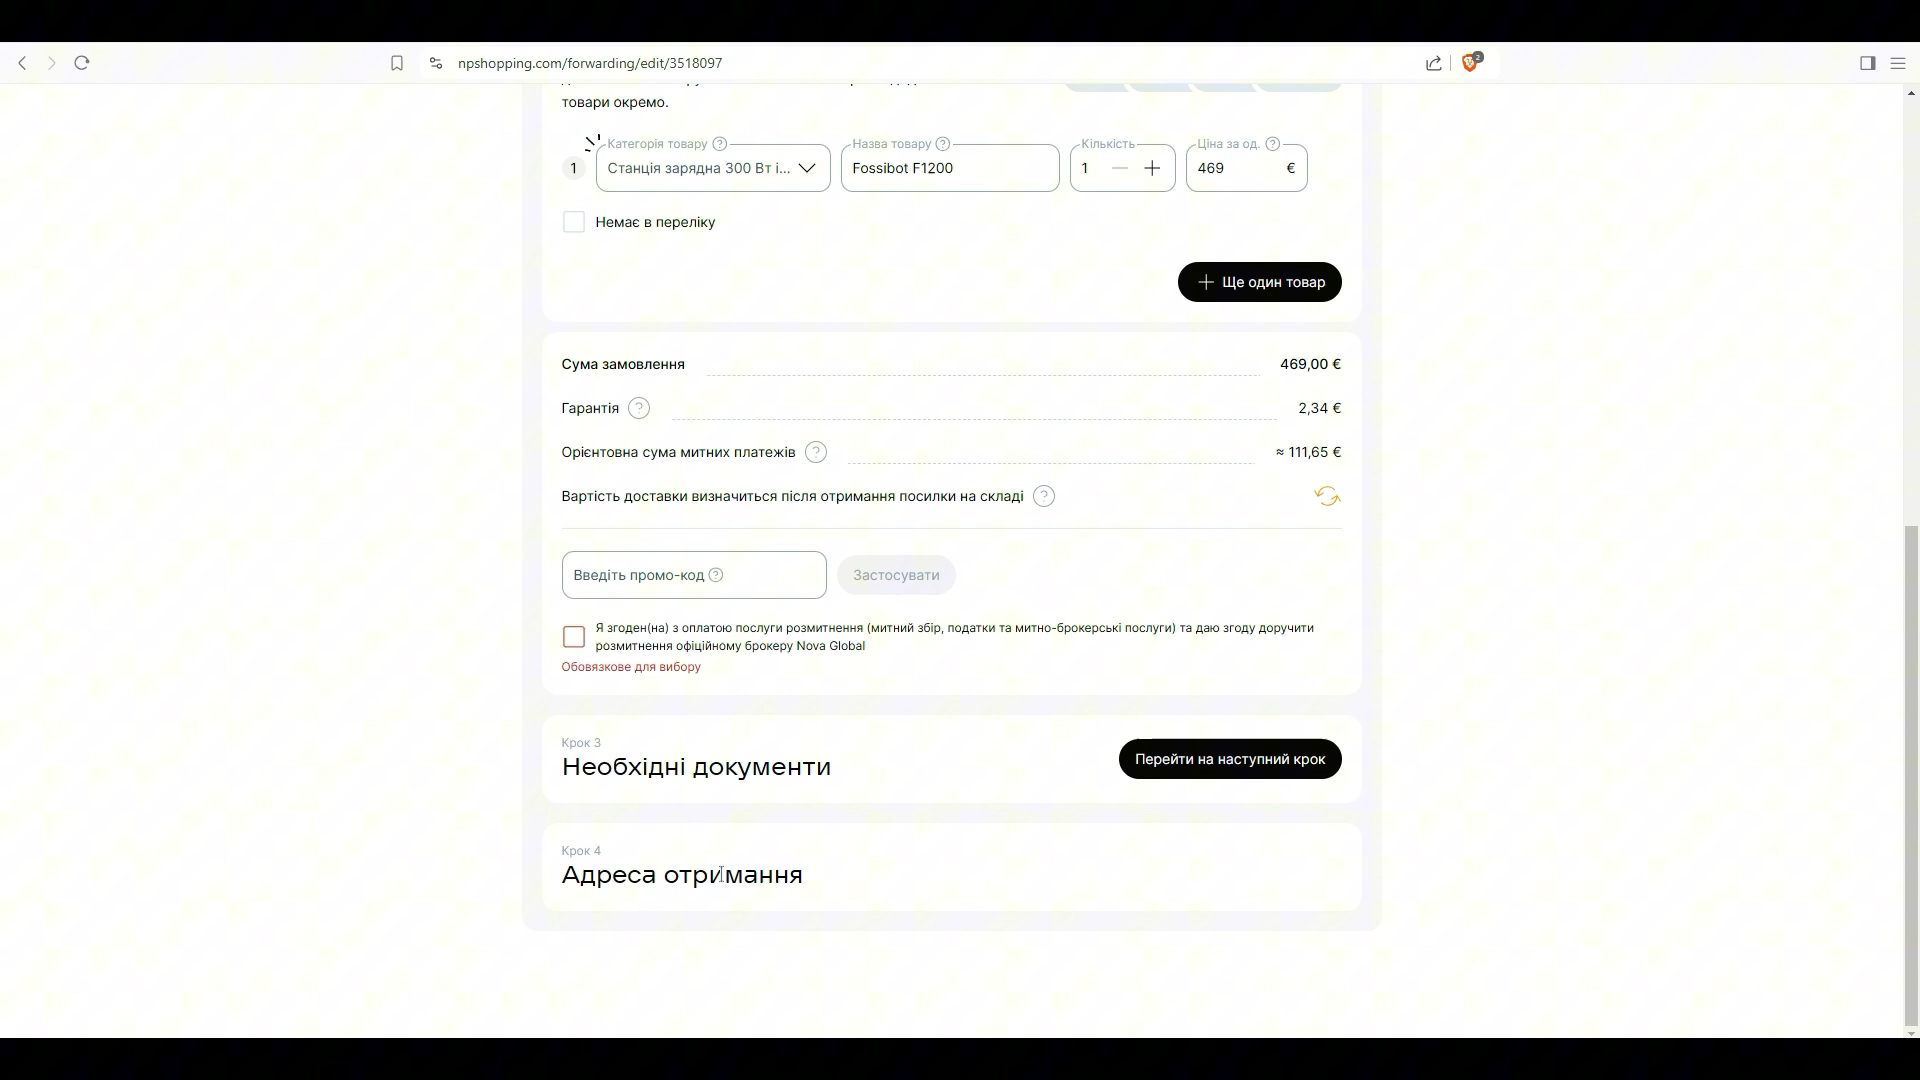 npshopping.com/forwarding/edit/3518097
2
товари окремо.
Категорія товару ?
Назва товару ?
Кількість
Ціна за од. ?
1
Станція зарядна 300 Вт і...
Fossibot F1200
1
469 €
Немає в переліку
Ще один товар
Сума замовлення 469,00 €
Гарантія ? 2,34 €
Орієнтовна сума митних платежів ? ≈ 111,65 €
Вартість доставки визначиться після отримання посилки на складі ?
Введіть промо-код ?
Застосувати
Я згоден(на) з оплатою послуги розмитнення (митний збір, податки та митно-брокерські послуги) та даю згоду доручити
розмитнення офіційному брокеру Nova Global
Обовязкове для вибору
Крок 3
Необхідні документи
Перейти на наступний крок
Крок 4
Адреса отримання